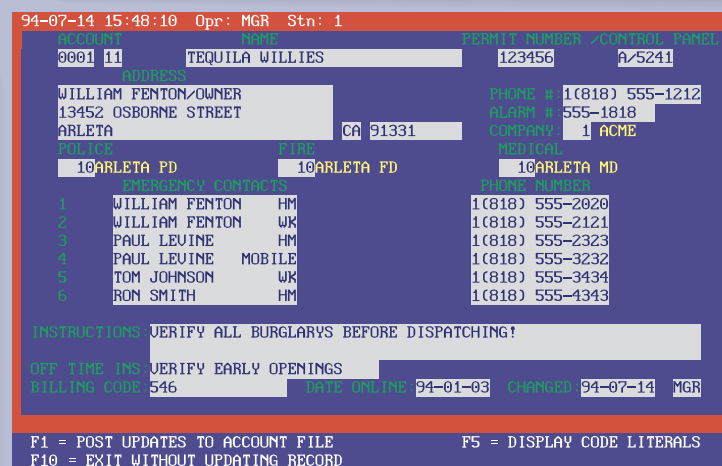 94-07-14 15:48:10 Opr: MGR Stn: 1
ACCOUNT NAME PERMIT NUMBER /CONTROL PANEL
0001 11 TEQUILA WILLIES 123456 A/5241
ADDRESS
WILLIAM FENTON/OWNER PHONE #:1(818) 555-1212
13452 OSBORNE STREET ALARM #:555-1818
ARLETA CA 91331 COMPANY: 1 ACME
POLICE FIRE MEDICAL
10ARLETA PD 10ARLETA FD 10ARLETA MD
EMERGENCY CONTACTS PHONE NUMBER
1 WILLIAM FENTON HM 1(818) 555-2020
2 WILLIAM FENTON WK 1(818) 555-2121
3 PAUL LEVINE HM 1(818) 555-2323
4 PAUL LEVINE MOBILE 1(818) 555-3232
5 TOM JOHNSON WK 1(818) 555-3434
6 RON SMITH HM 1(818) 555-4343
INSTRUCTIONS:VERIFY ALL BURGLARYS BEFORE DISPATCHING!
OFF TIME INS:VERIFY EARLY OPENINGS
BILLING CODE:546 DATE ONLINE:94-01-03 CHANGED:94-07-14 MGR
F1 = POST UPDATES TO ACCOUNT FILE F5 = DISPLAY CODE LITERALS
F10 = EXIT WITHOUT UPDATING RECORD